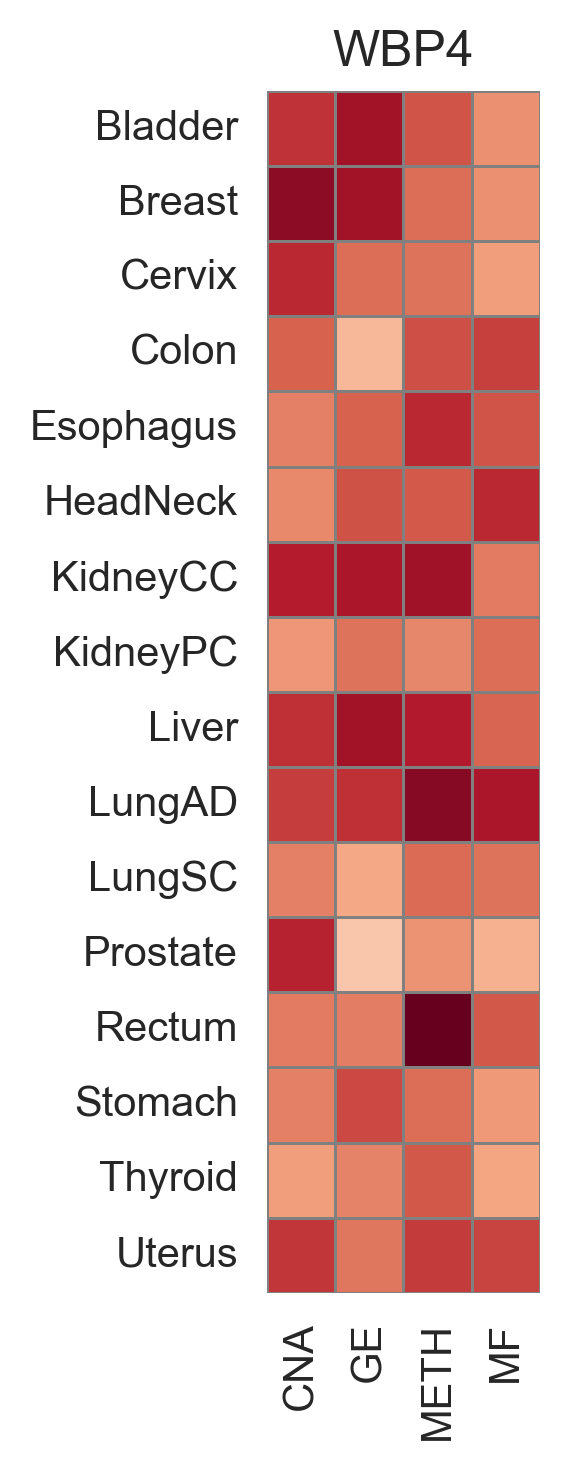 WBP4
Bladder
Breast
Cervix
Colon
Esophagus
HeadNeck
KidneyCC
KidneyPC
Liver
LungAD
LungSC
Prostate
Rectum
Stomach
Thyroid
Uterus
CNA
GE
METH
MF